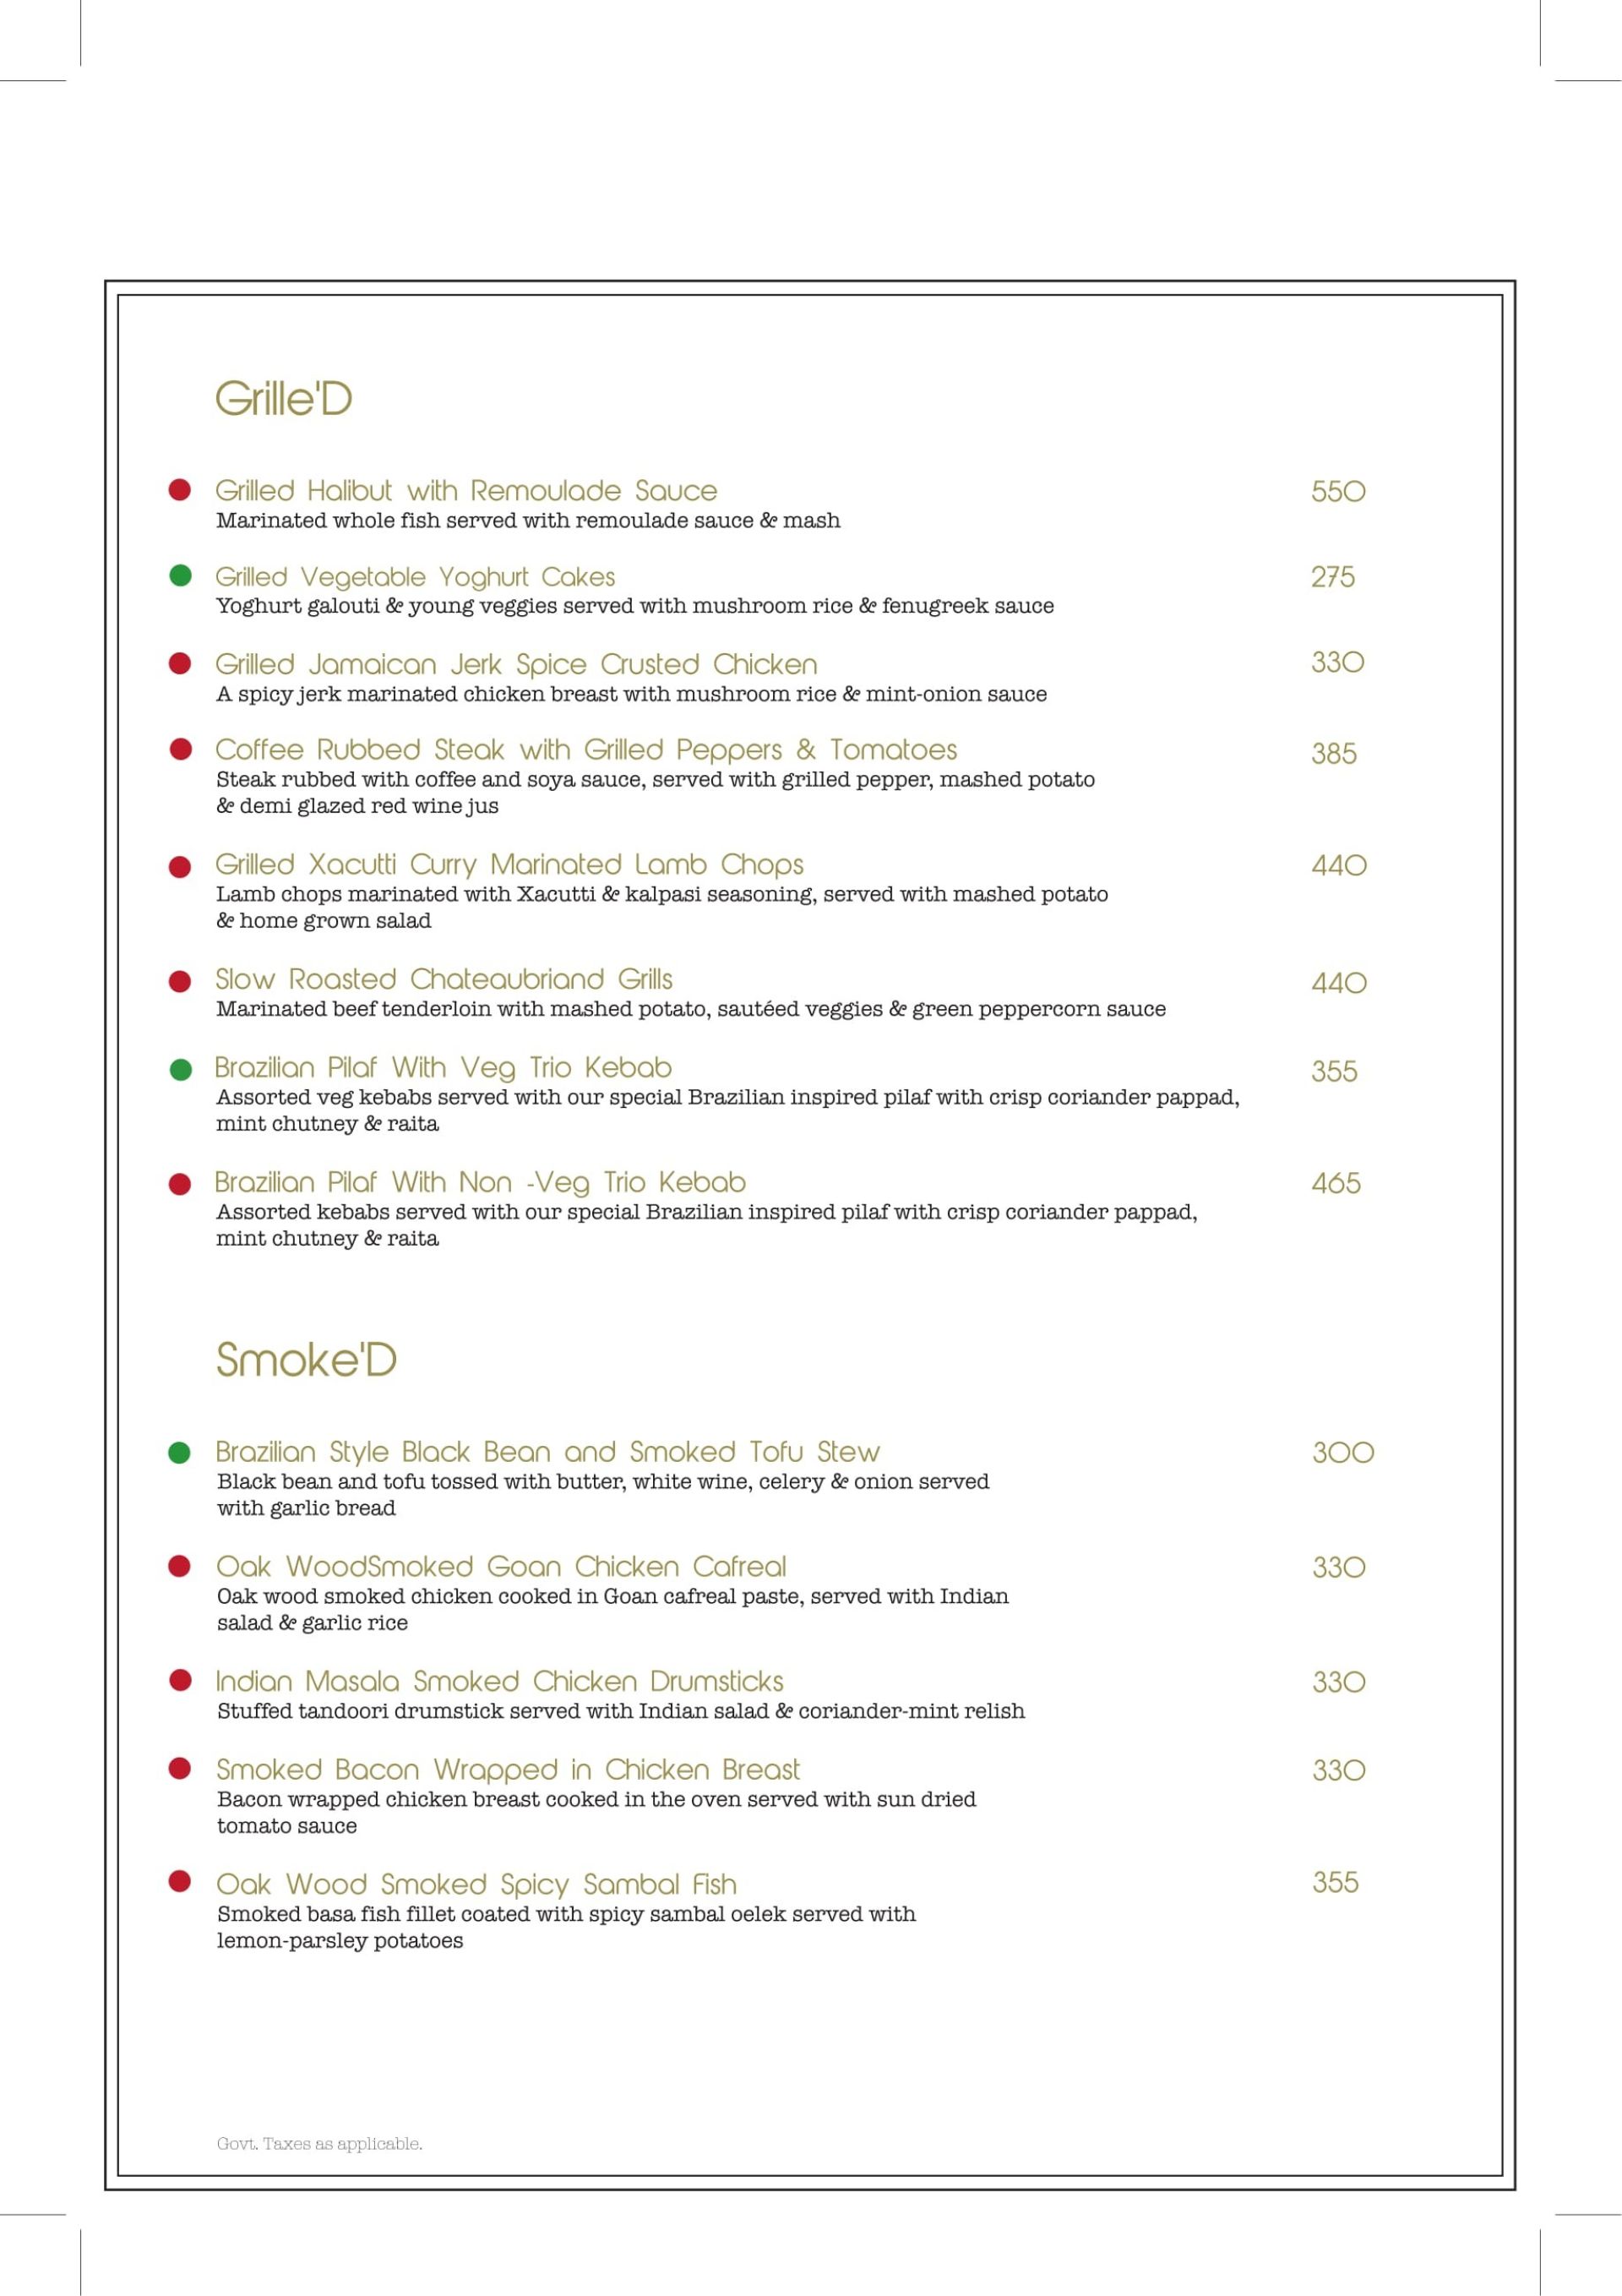 Grille'D
Grilled Halibut with Remoulade Sauce 550
Marinated whole fish served with remoulade sauce & mash
Grilled Vegetable Yoghurt Cakes 275
Yoghurt galouti & young veggies served with mushroom rice & fenugreek sauce
Grilled Jamaican Jerk Spice Crusted Chicken 330
A spicy jerk marinated chicken breast with mushroom rice & mint-onion sauce
Coffee Rubbed Steak with Grilled Peppers & Tomatoes 385
Steak rubbed with coffee and soya sauce, served with grilled pepper, mashed potato
& demi glazed red wine jus
Grilled Xacutti Curry Marinated Lamb Chops 440
Lamb chops marinated with Xacutti & kalpasi seasoning, served with mashed potato
& home grown salad
Slow Roasted Chateaubriand Grills 440
Marinated beef tenderloin with mashed potato, sautéed veggies & green peppercorn sauce
Brazilian Pilaf With Veg Trio Kebab 355
Assorted veg kebabs served with our special Brazilian inspired pilaf with crisp coriander pappad,
mint chutney & raita
Brazilian Pilaf With Non -Veg Trio Kebab 465
Assorted kebabs served with our special Brazilian inspired pilaf with crisp coriander pappad,
mint chutney & raita
Smoke'D
Brazilian Style Black Bean and Smoked Tofu Stew 300
Black bean and tofu tossed with butter, white wine, celery & onion served
with garlic bread
Oak WoodSmoked Goan Chicken Cafreal 330
Oak wood smoked chicken cooked in Goan cafreal paste, served with Indian
salad & garlic rice
Indian Masala Smoked Chicken Drumsticks 330
Stuffed tandoori drumstick served with Indian salad & coriander-mint relish
Smoked Bacon Wrapped in Chicken Breast 330
Bacon wrapped chicken breast cooked in the oven served with sun dried
tomato sauce
Oak Wood Smoked Spicy Sambal Fish 355
Smoked basa fish fillet coated with spicy sambal oelek served with
lemon-parsley potatoes
Govt. Taxes as applicable.